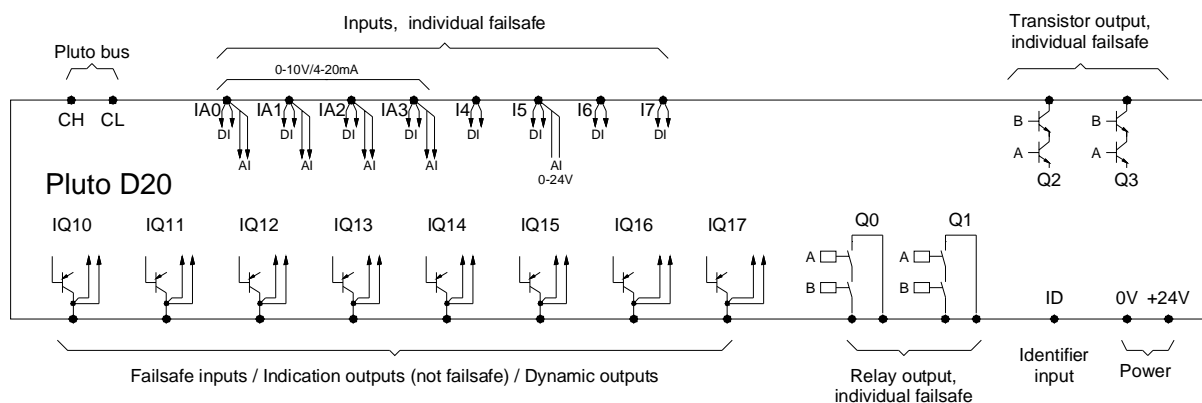 Inputs, individual failsafe
Transistor output,
individual failsafe
Pluto bus
0-10V/4-20mA
CH CL IA0 IA1 IA2 IA3 I4 I5 I6 I7
DI DI DI DI DI DI DI DI
AI AI AI AI AI
0-24V
B B
A A
Q2 Q3
Pluto D20
IQ10 IQ11 IQ12 IQ13 IQ14 IQ15 IQ16 IQ17 Q0 Q1
A A
B B
ID 0V +24V
Failsafe inputs / Indication outputs (not failsafe) / Dynamic outputs
Relay output,
individual failsafe
Identifier
input
Power